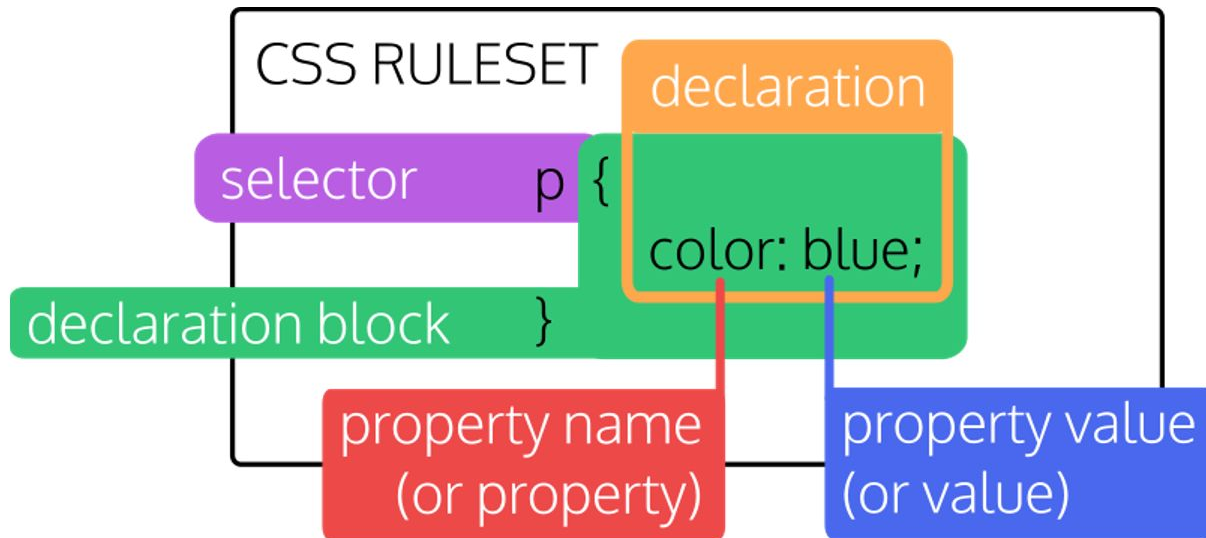 CSS RULESET
declaration
selector p {
color: blue;
declaration block }
property name
(or property)
property value
(or value)